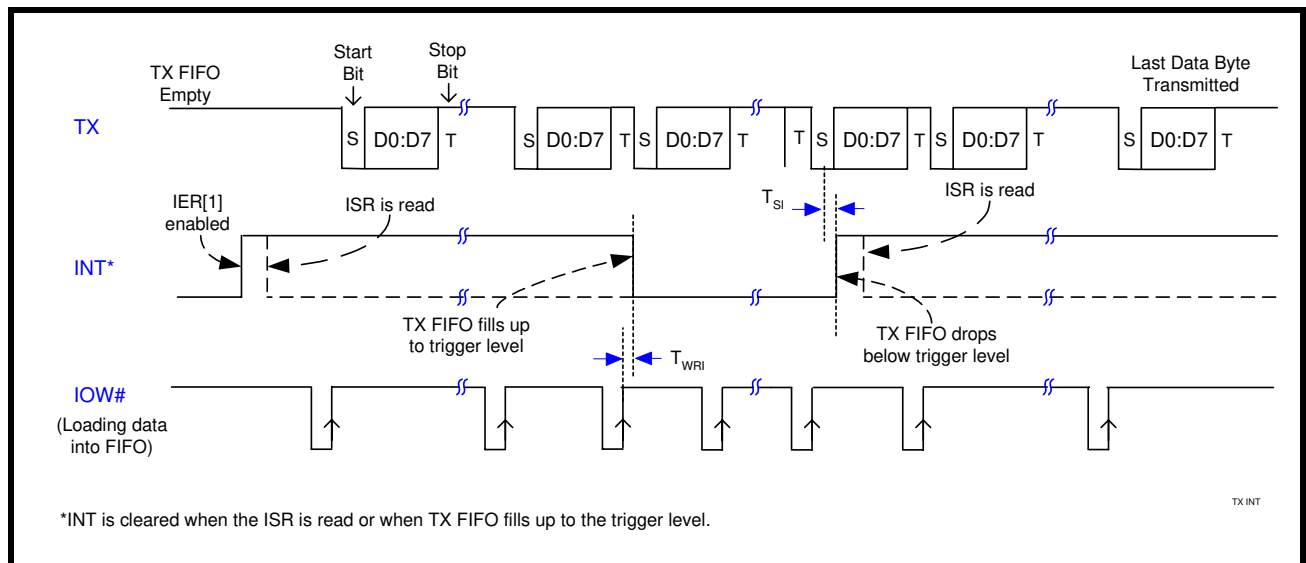 Start
Bit
Stop
Bit
TX FIFO
Empty
Last Data Byte
Transmitted
TX
S D0:D7 T S D0:D7 T S D0:D7 T T S D0:D7 T S D0:D7 T S D0:D7 T
IER[1]
enabled
ISR is read
TSI
ISR is read
INT*
TX FIFO fills up
to trigger level
TX FIFO drops
below trigger level
TWRI
IOW#
(Loading data
into FIFO)
TX INT
*INT is cleared when the ISR is read or when TX FIFO fills up to the trigger level.